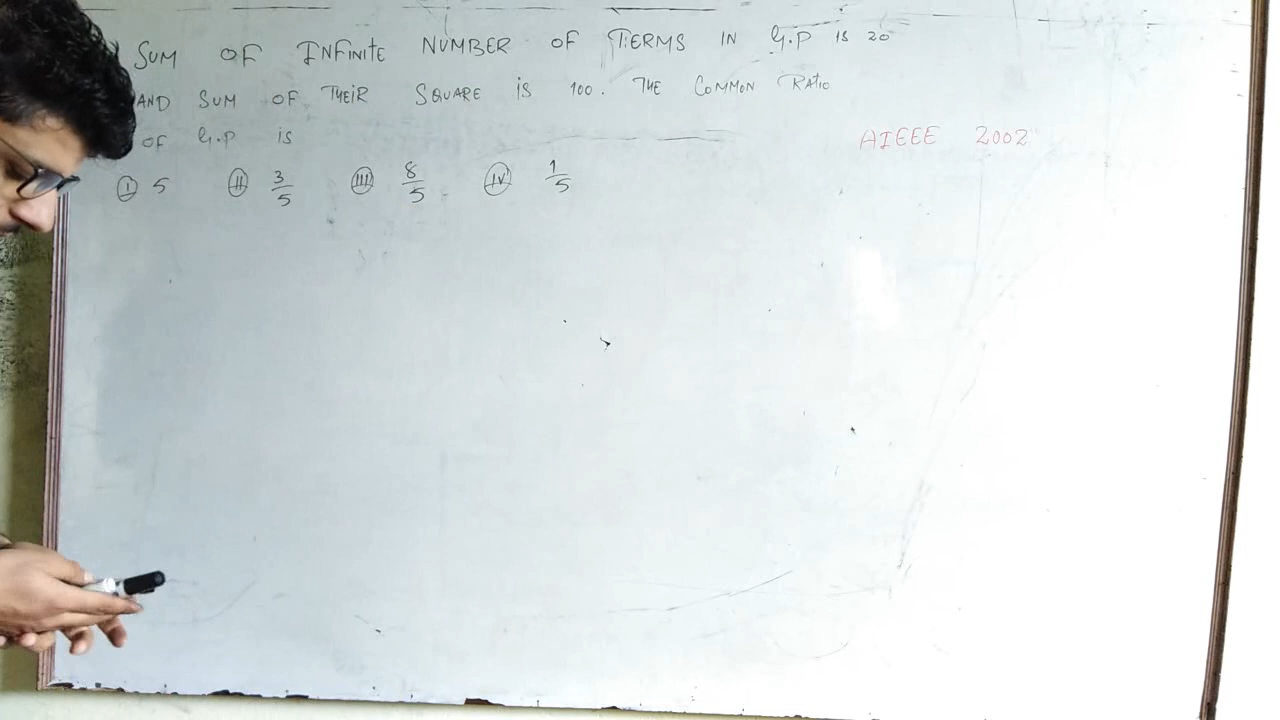 SUM OF INFINITE NUMBER OF TERMS IN G.P IS 20
AND SUM OF THEIR SQUARE IS 100. THE COMMON RATIO
OF G.P IS
AIEEE 2002
I 5 II 3/5 III 8/5 IV 1/5